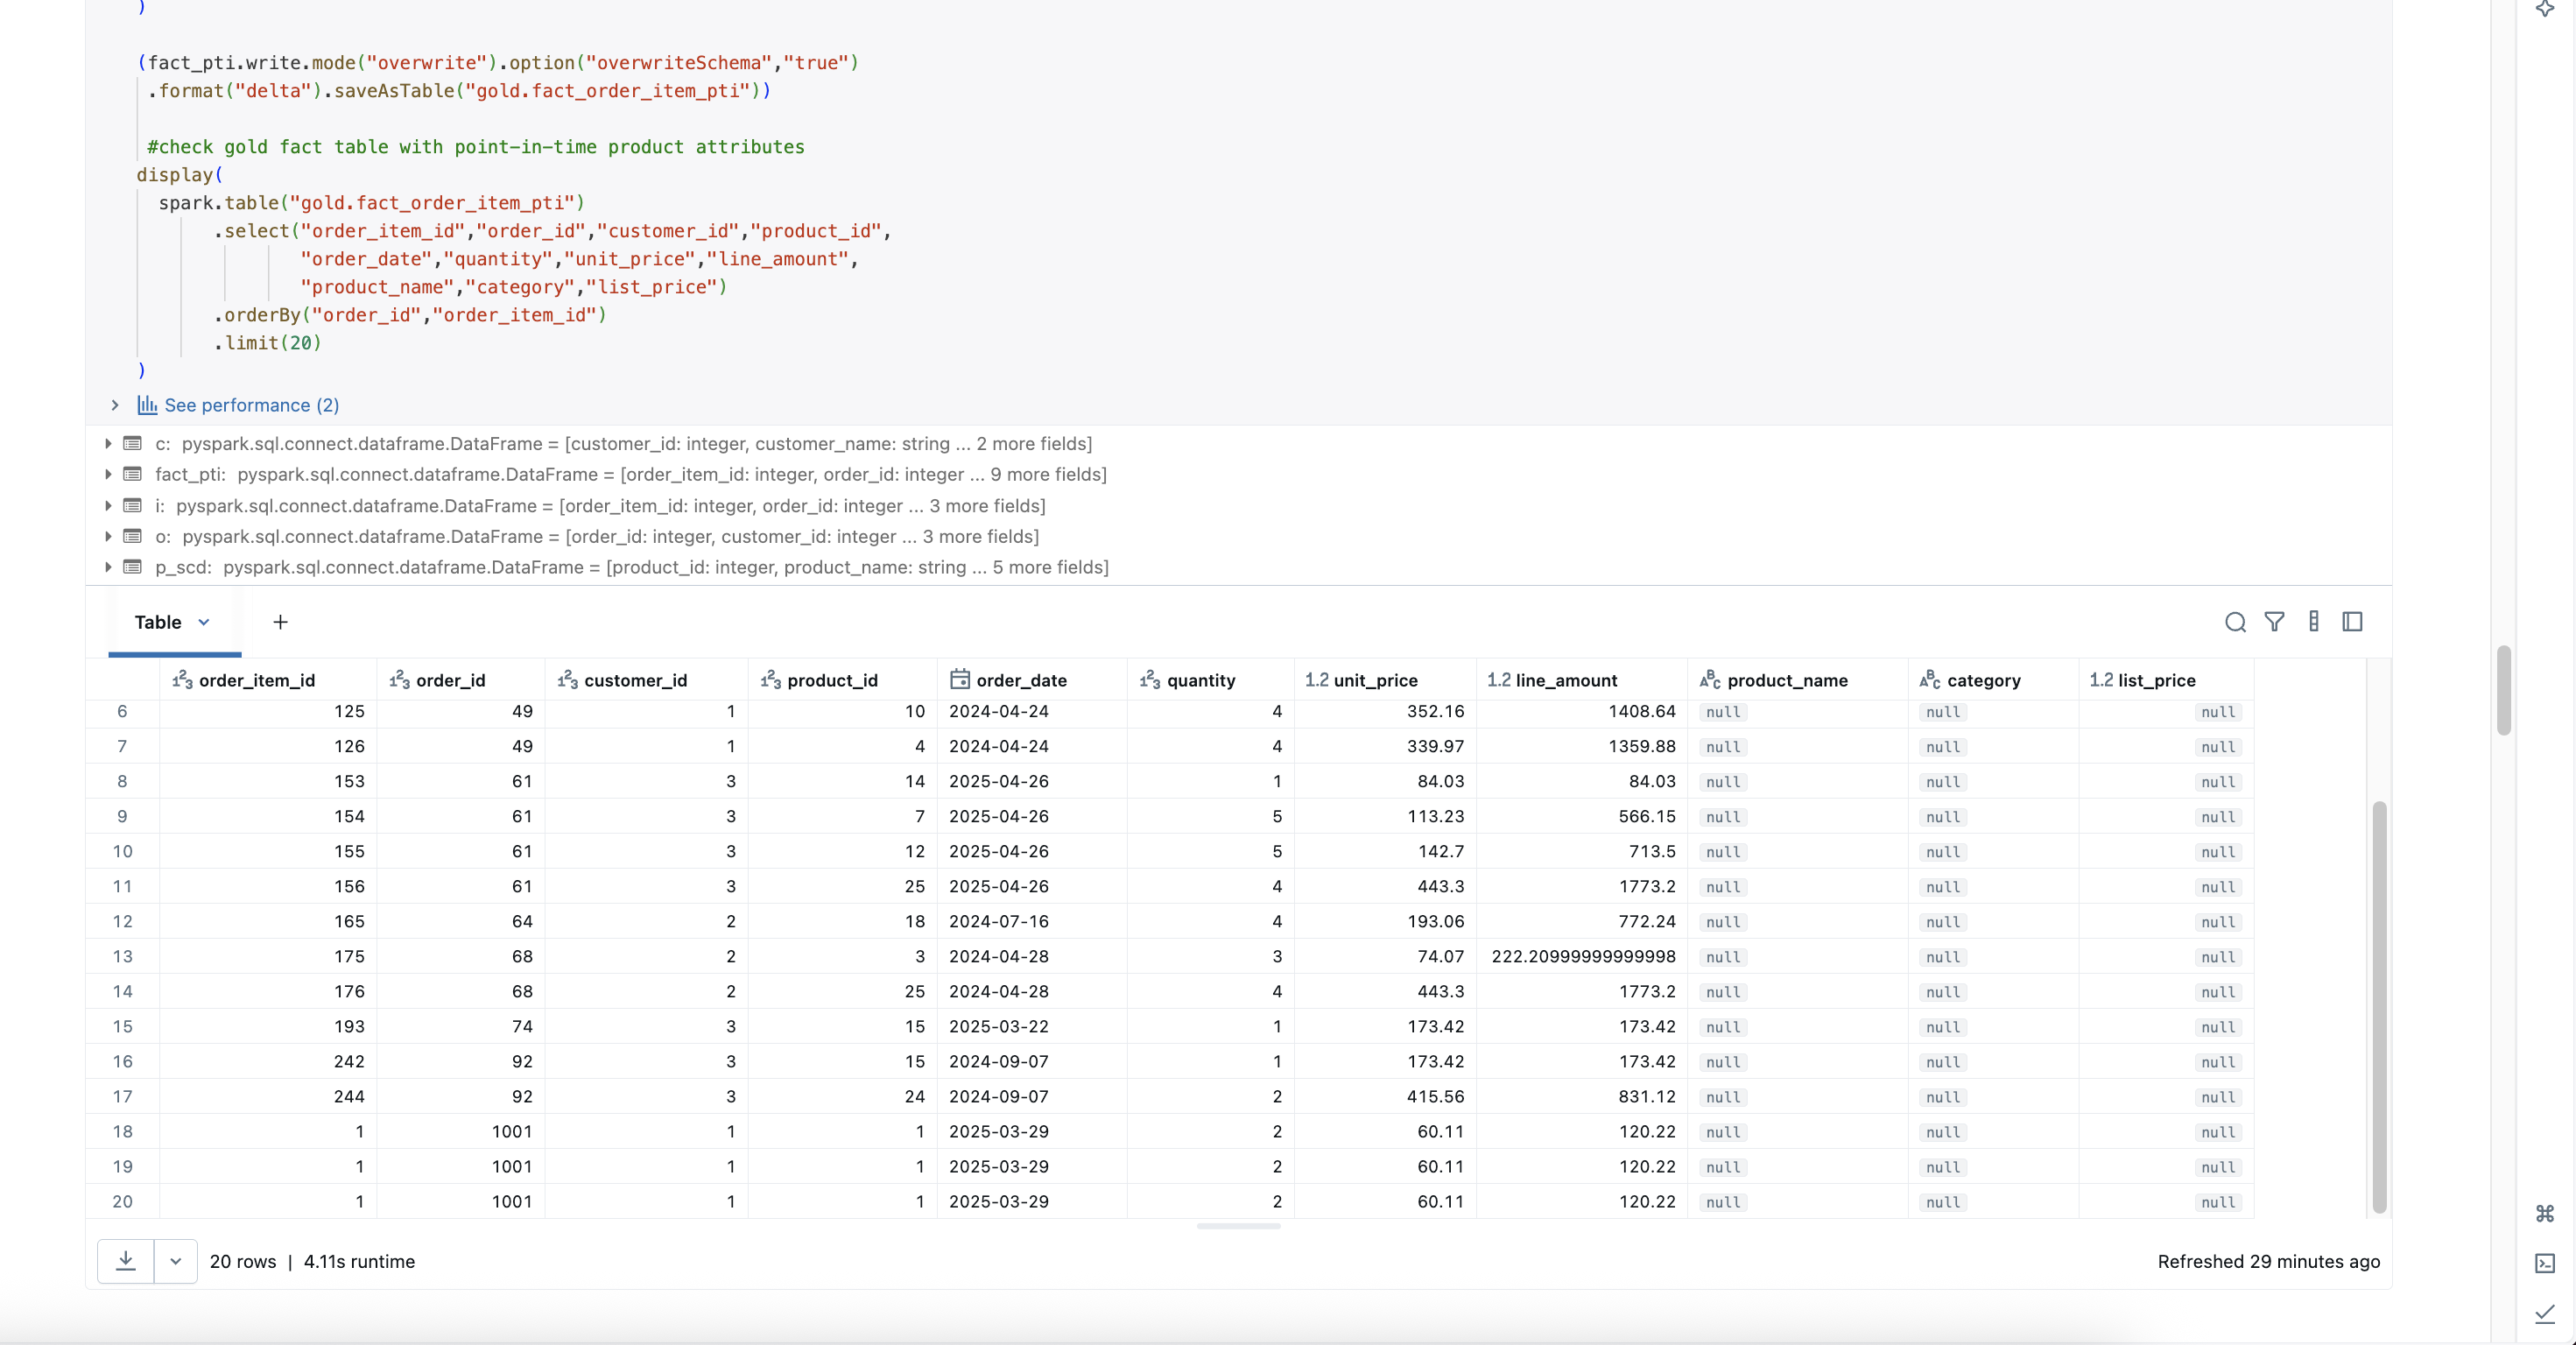 )
(fact_pti.write.mode("overwrite").option("overwriteSchema","true")
.format("delta").saveAsTable("gold.fact_order_item_pti"))
#check gold fact table with point-in-time product attributes
display(
spark.table("gold.fact_order_item_pti")
.select("order_item_id","order_id","customer_id","product_id",
"order_date","quantity","unit_price","line_amount",
"product_name","category","list_price")
.orderBy("order_id","order_item_id")
.limit(20)
)
See performance (2)
c: pyspark.sql.connect.dataframe.DataFrame = [customer_id: integer, customer_name: string ... 2 more fields]
fact_pti: pyspark.sql.connect.dataframe.DataFrame = [order_item_id: integer, order_id: integer ... 9 more fields]
i: pyspark.sql.connect.dataframe.DataFrame = [order_item_id: integer, order_id: integer ... 3 more fields]
o: pyspark.sql.connect.dataframe.DataFrame = [order_id: integer, customer_id: integer ... 3 more fields]
p_scd: pyspark.sql.connect.dataframe.DataFrame = [product_id: integer, product_name: string ... 5 more fields]
Table +
123 order_item_id 123 order_id 123 customer_id 123 product_id order_date 123 quantity 1.2 unit_price 1.2 line_amount ABC product_name ABC category 1.2 list_price
6 125 49 1 10 2024-04-24 4 352.16 1408.64 null null null
7 126 49 1 4 2024-04-24 4 339.97 1359.88 null null null
8 153 61 3 14 2025-04-26 1 84.03 84.03 null null null
9 154 61 3 7 2025-04-26 5 113.23 566.15 null null null
10 155 61 3 12 2025-04-26 5 142.7 713.5 null null null
11 156 61 3 25 2025-04-26 4 443.3 1773.2 null null null
12 165 64 2 18 2024-07-16 4 193.06 772.24 null null null
13 175 68 2 3 2024-04-28 3 74.07 222.20999999999998 null null null
14 176 68 2 25 2024-04-28 4 443.3 1773.2 null null null
15 193 74 3 15 2025-03-22 1 173.42 173.42 null null null
16 242 92 3 15 2024-09-07 1 173.42 173.42 null null null
17 244 92 3 24 2024-09-07 2 415.56 831.12 null null null
18 1 1001 1 1 2025-03-29 2 60.11 120.22 null null null
19 1 1001 1 1 2025-03-29 2 60.11 120.22 null null null
20 1 1001 1 1 2025-03-29 2 60.11 120.22 null null null
20 rows | 4.11s runtime
Refreshed 29 minutes ago